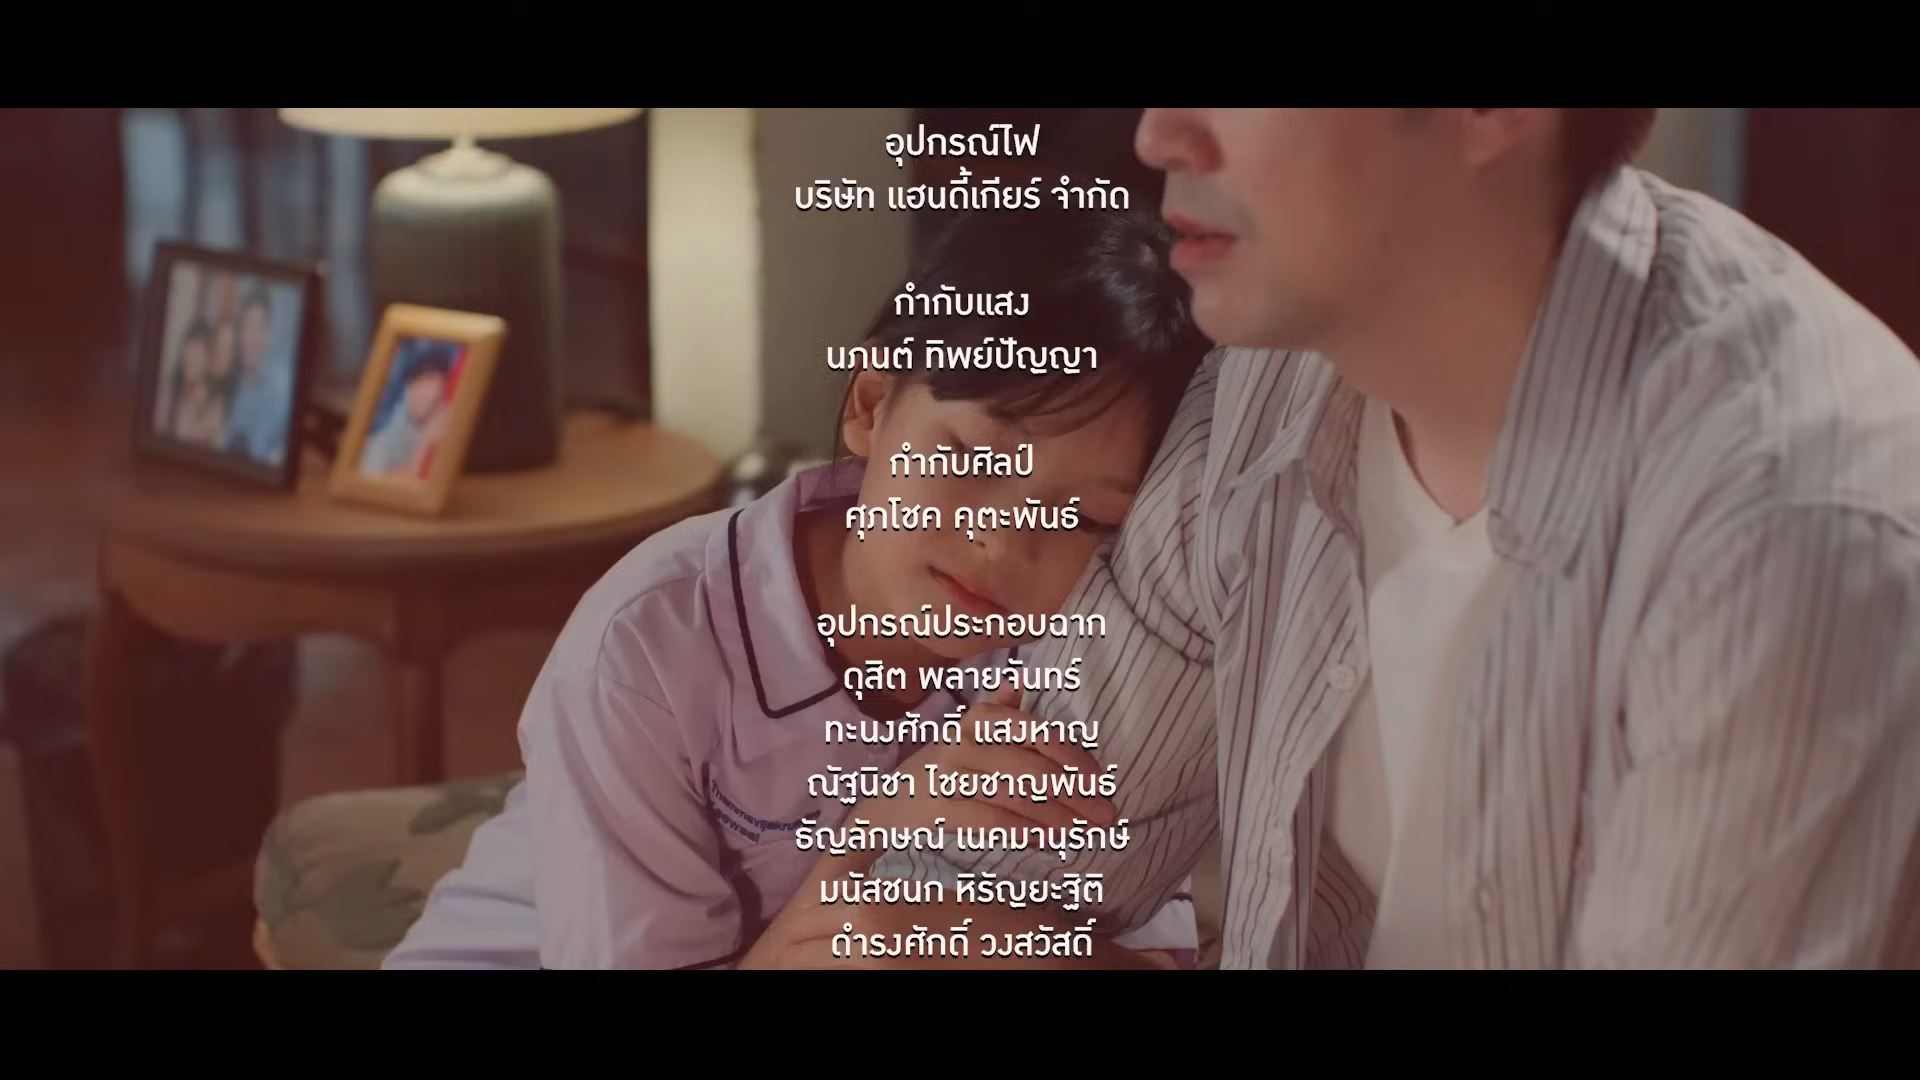 อุปกรณ์ไฟ
บริษัท แฮนดี้เกียร์ จำกัด
กำกับแสง
นภนต์ ทิพย์ปัญญา
กำกับศิลป์
ศุภโชค คุตะพันธ์
อุปกรณ์ประกอบฉาก
ดุสิต พลายจันทร์
ทะนงศักดิ์ แสงหาญ
ณัฐนิชา ไชยชาญพันธ์
ธัญลักษณ์ เนคมานุรักษ์
มนัสชนก หิรัญยะฐิติ
ดำรงศักดิ์ วงสวัสดิ์